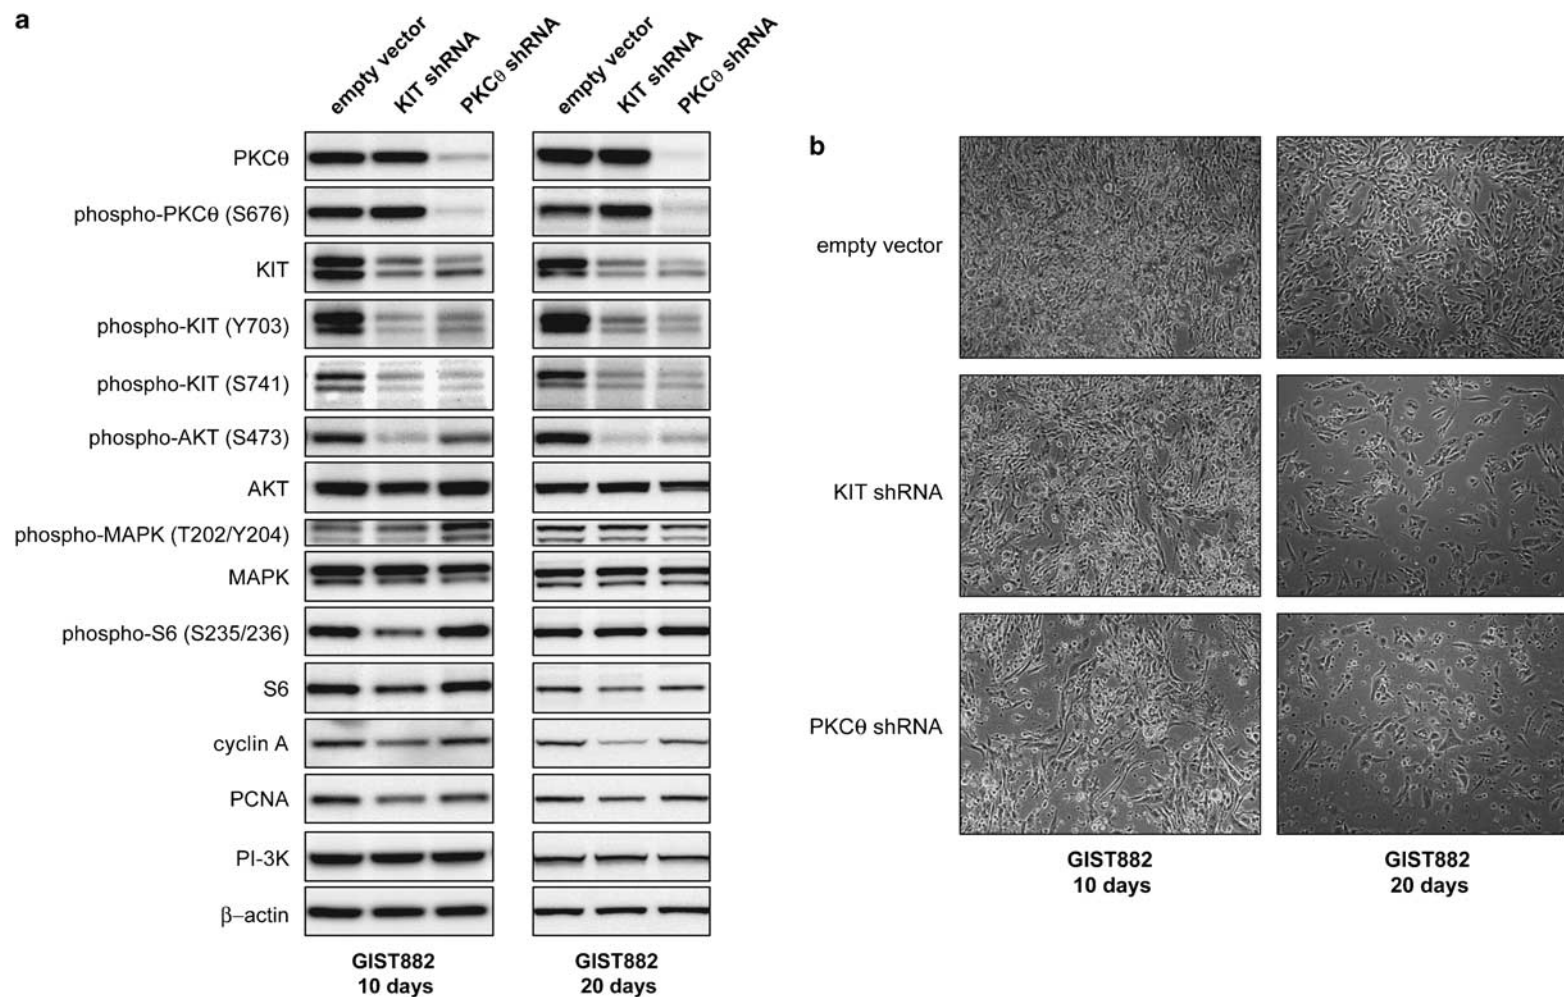 a
empty vector
KIT shRNA
PKCθ shRNA
empty vector
KIT shRNA
PKCθ shRNA
PKCθ
phospho-PKCθ (S676)
KIT
phospho-KIT (Y703)
phospho-KIT (S741)
phospho-AKT (S473)
AKT
phospho-MAPK (T202/Y204)
MAPK
phospho-S6 (S235/236)
S6
cyclin A
PCNA
PI-3K
β–actin
GIST882
10 days
GIST882
20 days
b
empty vector
KIT shRNA
PKCθ shRNA
GIST882
10 days
GIST882
20 days